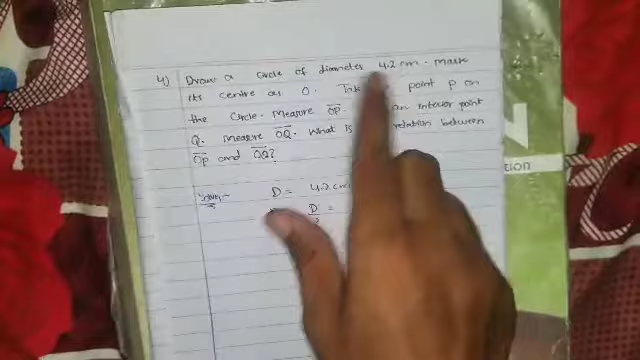 4) Draw a circle of diameter 4.2 cm. mark
its centre as O. Tak point p on
the circle. Measure OP. an interior point
Q. measure OQ. What is relation between
Op and OQ?
D = 4.2 cm
D/2 =